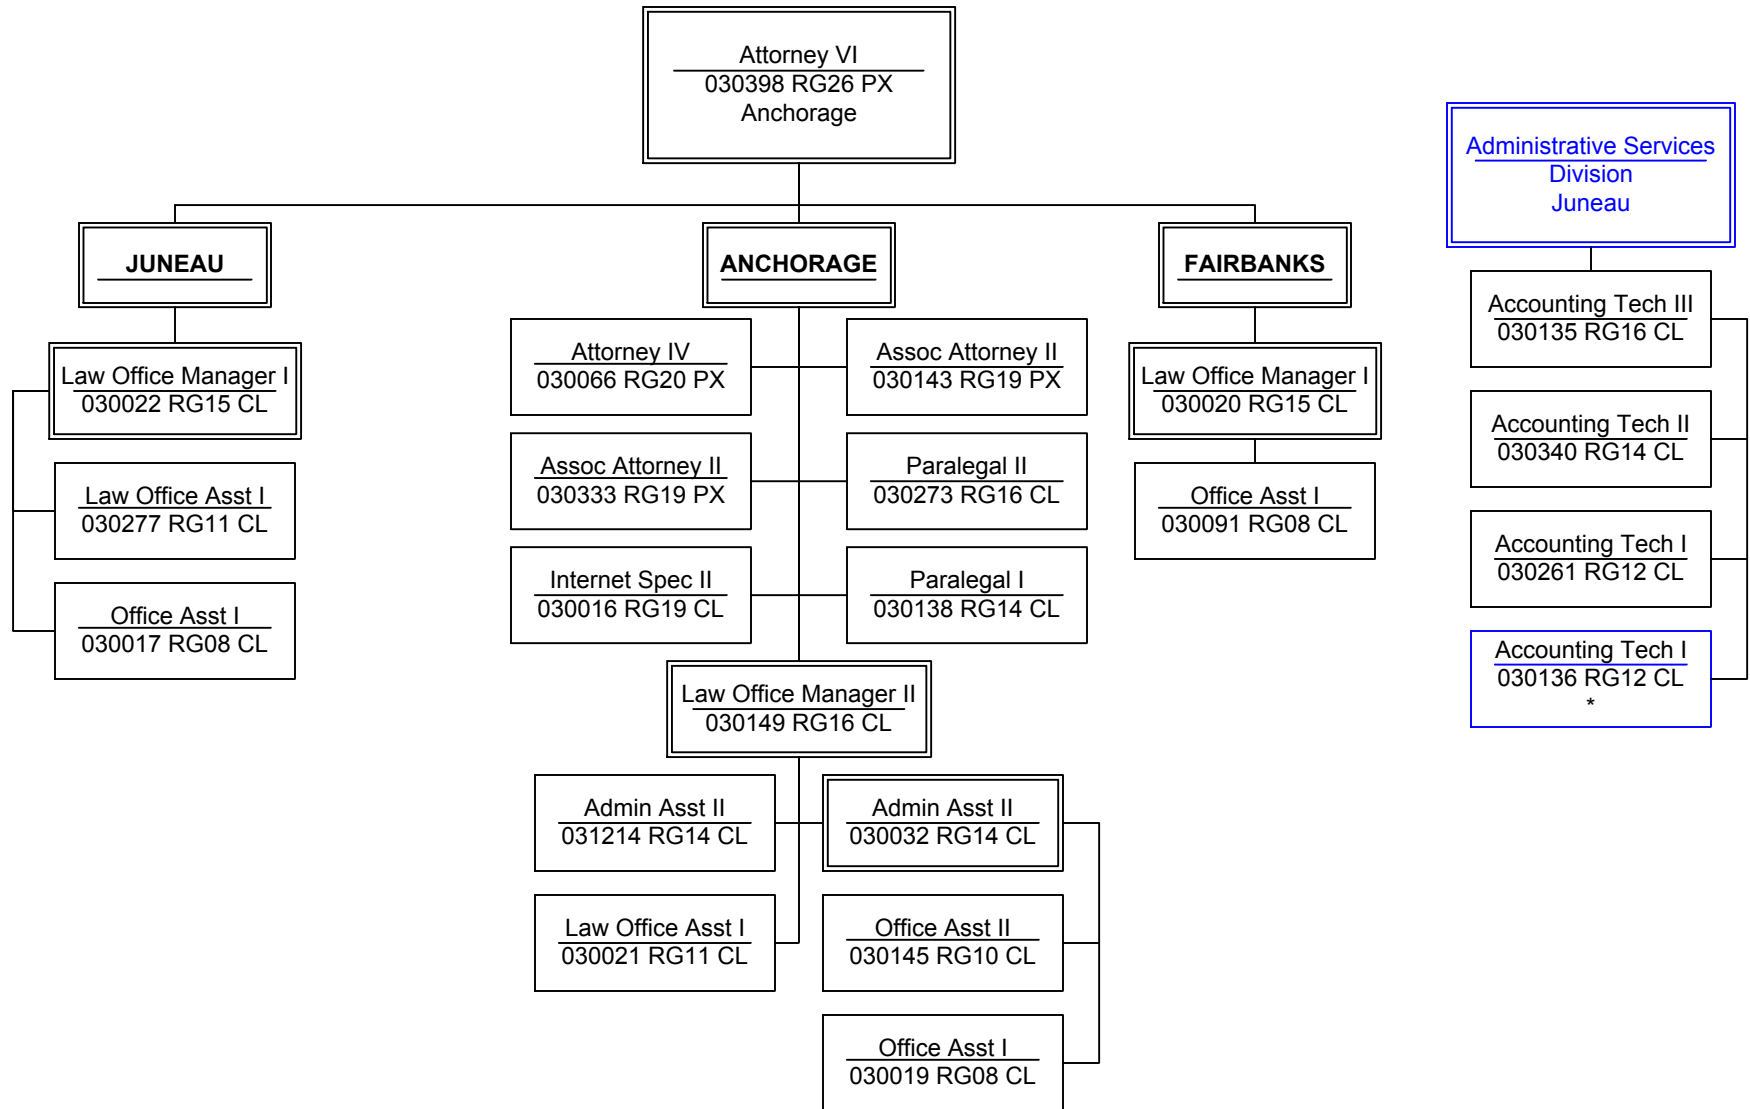 Attorney VI
030398 RG26 PX
Anchorage
Administrative Services
Division
Juneau
JUNEAU
ANCHORAGE
FAIRBANKS
Law Office Manager I
030022 RG15 CL
Law Office Asst I
030277 RG11 CL
Office Asst I
030017 RG08 CL
Attorney IV
030066 RG20 PX
Assoc Attorney II
030143 RG19 PX
Assoc Attorney II
030333 RG19 PX
Paralegal II
030273 RG16 CL
Internet Spec II
030016 RG19 CL
Paralegal I
030138 RG14 CL
Law Office Manager II
030149 RG16 CL
Admin Asst II
031214 RG14 CL
Admin Asst II
030032 RG14 CL
Law Office Asst I
030021 RG11 CL
Office Asst II
030145 RG10 CL
Office Asst I
030019 RG08 CL
Law Office Manager I
030020 RG15 CL
Office Asst I
030091 RG08 CL
Accounting Tech III
030135 RG16 CL
Accounting Tech II
030340 RG14 CL
Accounting Tech I
030261 RG12 CL
Accounting Tech I
030136 RG12 CL
*